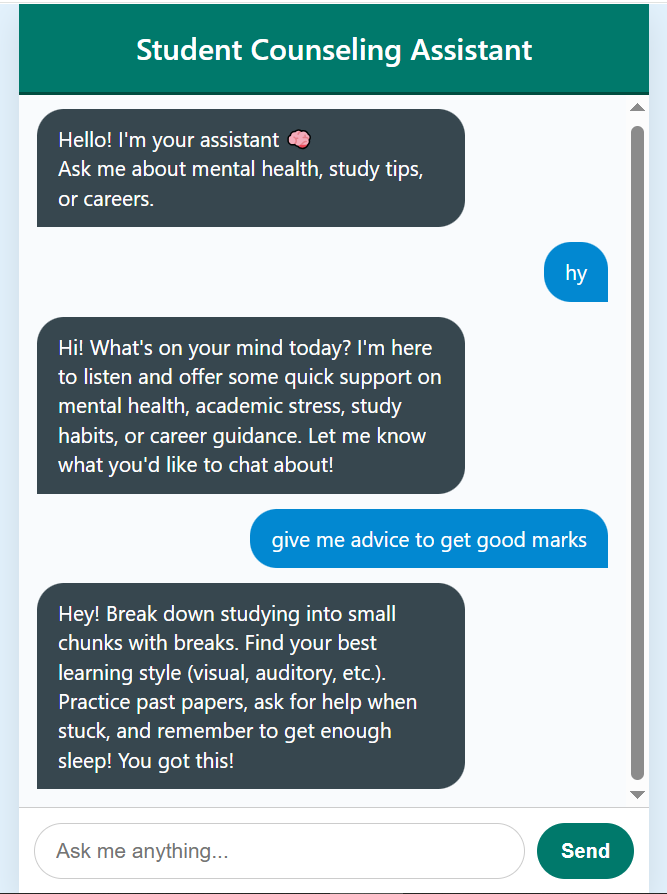 Student Counseling Assistant
Hello! I'm your assistant 🧠
Ask me about mental health, study tips,
or careers.
hy
Hi! What's on your mind today? I'm here
to listen and offer some quick support on
mental health, academic stress, study
habits, or career guidance. Let me know
what you'd like to chat about!
give me advice to get good marks
Hey! Break down studying into small
chunks with breaks. Find your best
learning style (visual, auditory, etc.).
Practice past papers, ask for help when
stuck, and remember to get enough
sleep! You got this!
Ask me anything...
Send